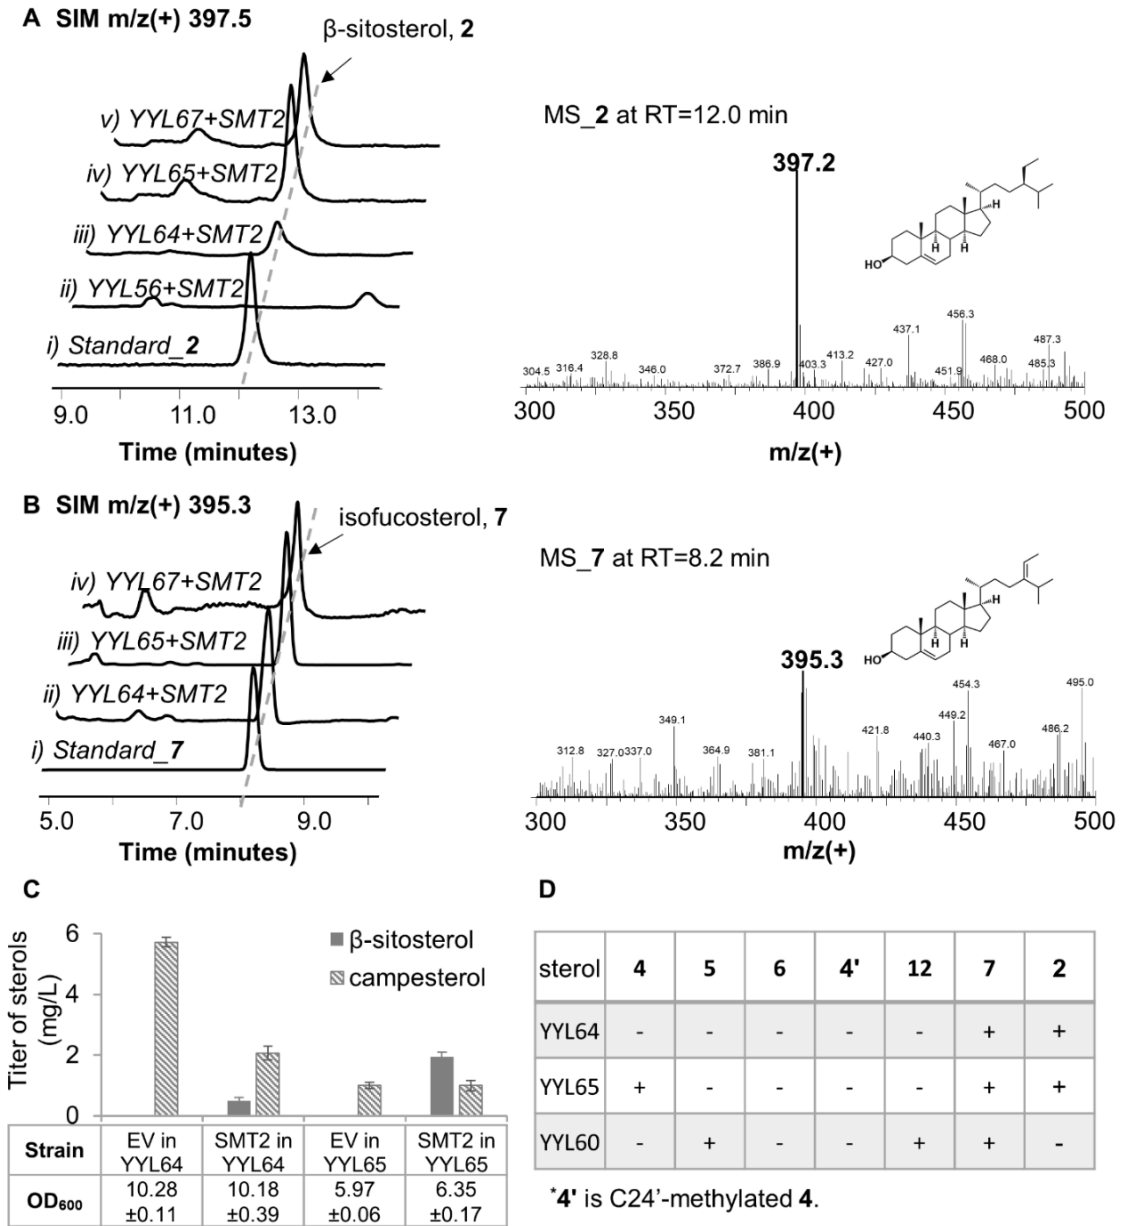 A SIM m/z(+) 397.5
β-sitosterol, 2
v) YYL67+SMT2
iv) YYL65+SMT2
iii) YYL64+SMT2
ii) YYL56+SMT2
i) Standard_2
9.0 11.0 13.0
Time (minutes)
MS_2 at RT=12.0 min
397.2
HO H H H
304.5 316.4 328.8 346.0 372.7 386.9 403.3 413.2 427.0 437.1 451.9 456.3 468.0 485.3 487.3
300 350 400 450 500
m/z(+)
B SIM m/z(+) 395.3
isofucosterol, 7
iv) YYL67+SMT2
iii) YYL65+SMT2
ii) YYL64+SMT2
i) Standard_7
5.0 7.0 9.0
Time (minutes)
MS_7 at RT=8.2 min
395.3
HO H H H
312.8 327.0 337.0 349.1 364.9 381.1 421.8 440.3 449.2 454.3 467.0 486.2 495.0
300 350 400 450 500
m/z(+)
C
Titer of sterols
(mg/L)
6
4
2
0
β-sitosterol
campesterol
Strain EV in YYL64 SMT2 in YYL64 EV in YYL65 SMT2 in YYL65
OD600 10.28 ±0.11 10.18 ±0.39 5.97 ±0.06 6.35 ±0.17
D
sterol 4 5 6 4' 12 7 2
YYL64 - - - - - + +
YYL65 + - - - - + +
YYL60 - + - - + + -
*4' is C24'-methylated 4.